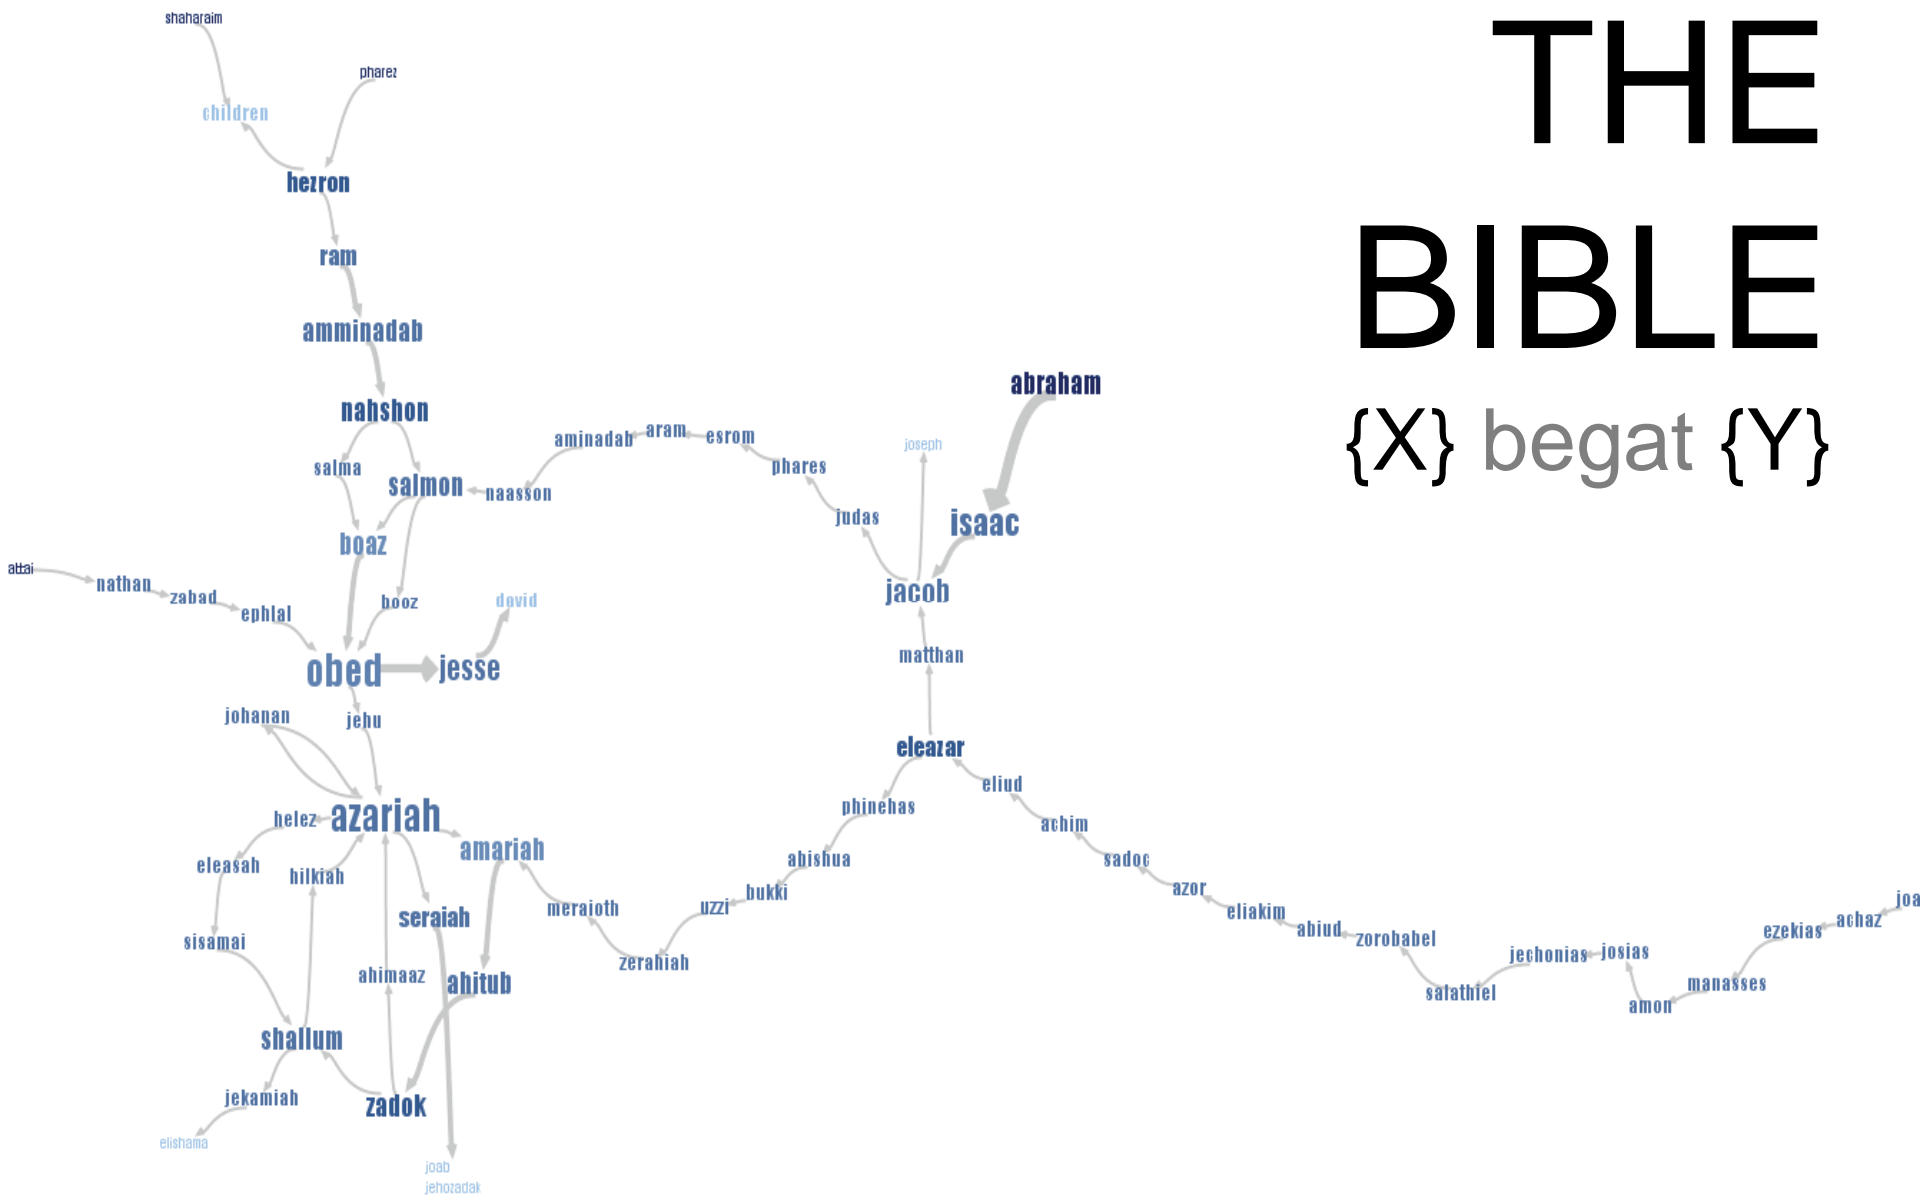 THE
BIBLE
{X} begat {Y}
shaharaim
pharez
children
hezron
ram
amminadab
nahshon
salma
salmon
naasson
aminadab
aram
esrom
phares
judas
joseph
abraham
isaac
jacob
boaz
booz
david
attai
nathan
zabad
ephlal
obed
jesse
matthan
johanan
jehu
eleazar
eliud
phinehas
achim
helez
azariah
amariah
abishua
sadoc
eleasah
hilkiah
bukki
azor
meraioth
uzzi
seraiah
eliakim
abiud
zorobabel
jechonias
josias
ezekias
achaz
joa
sisamai
zerahiah
ahimaaz
ahitub
salathiel
amon
manasses
shallum
jekamiah
zadok
elishama
joab
jehozadak